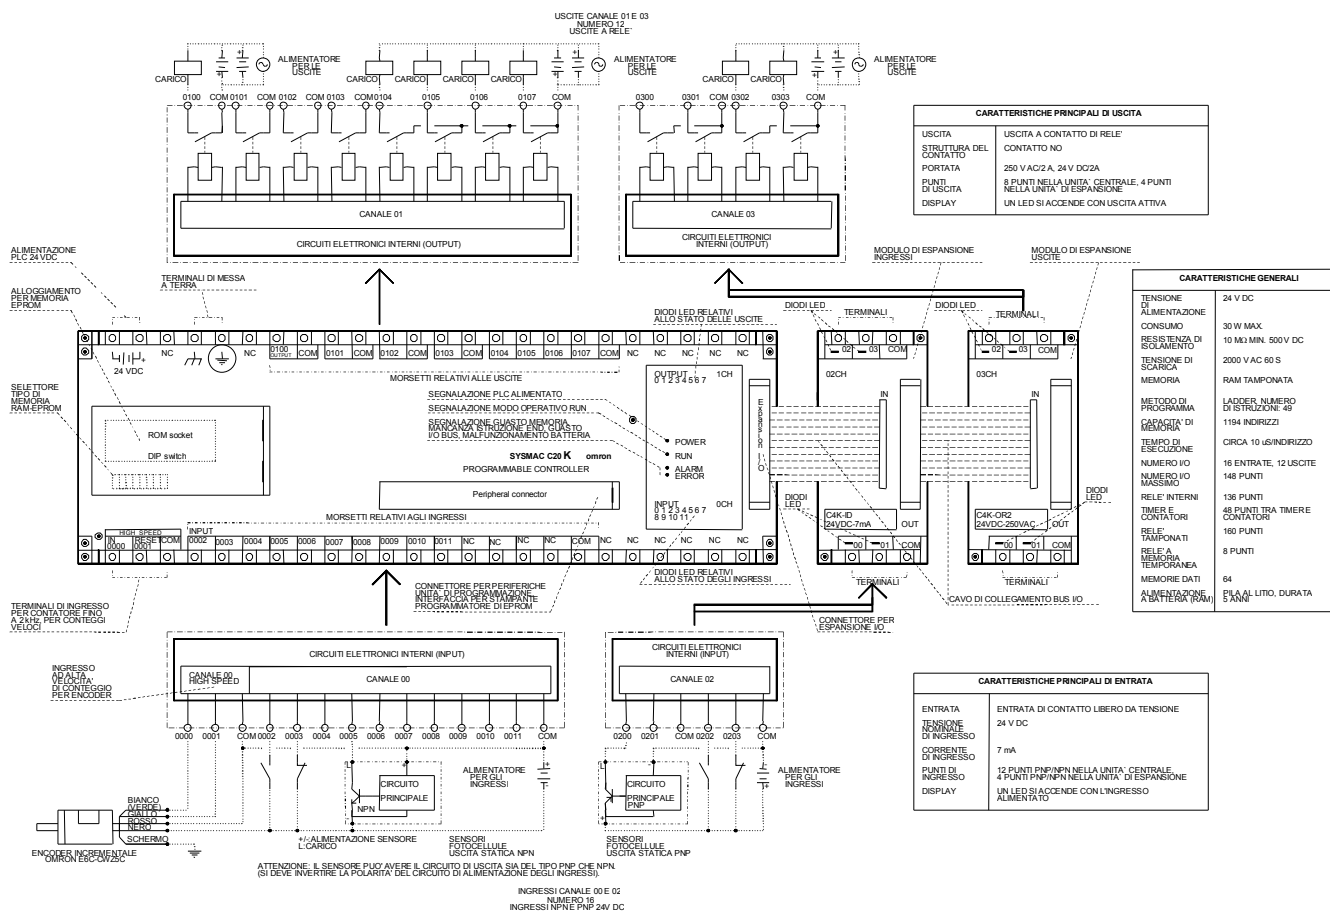 USCITE CANALE 01 E 03
NUMERO 12
USCITE A RELE'
CARICO
ALIMENTATORE
PER LE
USCITE
CARICO
CARICO
CARICO
CARICO
ALIMENTATORE
PER LE
USCITE
CARICO
CARICO
ALIMENTATORE
PER LE
USCITE
0100 COM 0101 COM 0102 COM 0103 COM 0104 0105 0106 0107 COM
0300 0301 COM 0302 0303 COM
CANALE 01
CIRCUITI ELETTRONICI INTERNI (OUTPUT)
CANALE 03
CIRCUITI ELETTRONICI
INTERNI (OUTPUT)
CARATTERISTICHE PRINCIPALI DI USCITA
USCITA USCITA A CONTATTO DI RELE'
STRUTTURA DEL
CONTATTO CONTATTO NO
PORTATA 250 V AC/2 A, 24 V DC/2A
PUNTI
DI USCITA 8 PUNTI NELLA UNITA' CENTRALE, 4 PUNTI
NELLA UNITA' DI ESPANSIONE
DISPLAY UN LED SI ACCENDE CON USCITA ATTIVA
ALIMENTAZIONE
PLC 24 VDC
ALLOGGIAMENTO
PER MEMORIA
EPROM
TERMINALI DI MESSA
A TERRA
SELETTORE
TIPO DI
MEMORIA
RAM-EPROM
DIODI LED RELATIVI
ALLO STATO DELLE USCITE
MODULO DI ESPANSIONE
INGRESSI
MODULO DI ESPANSIONE
USCITE
DIODI LED
TERMINALI
DIODI LED
TERMINALI
24 VDC
NC
NC
0100
OUTPUT
COM 0101 COM 0102 COM 0103 COM 0104 0105 0106 0107 COM
NC NC NC NC
MORSETTI RELATIVI ALLE USCITE
ROM socket
DIP switch
SEGNALAZIONE PLC ALIMENTATO
SEGNALAZIONE MODO OPERATIVO RUN
SEGNALAZIONE GUASTO MEMORIA
MANCANZA ISTRUZIONE END, GUASTO
I/O BUS, MALFUNZIONAMENTO BATTERIA
SYSMAC C20 K omron
PROGRAMMABLE CONTROLLER
Peripheral connector
MORSETTI RELATIVI AGLI INGRESSI
OUTPUT 1CH
0 1 2 3 4 5 6 7
POWER
RUN
ALARM
ERROR
INPUT 0CH
0 1 2 3 4 5 6 7
8 9 10 11
EXPANSION I/O
02 03 COM
02CH
IN
C4K-ID
24VDC-7mA
OUT
00 01 COM
02 03 COM
03CH
IN
C4K-OR2
24VDC-250VAC
OUT
00 01 COM
DIODI
LED
DIODI
LED
HIGH SPEED
IN
0000
RESET
0001
COM
INPUT
0002 0003 0004 0005 0006 0007 0008 0009 0010 0011 NC NC NC NC COM NC NC NC NC
TERMINALI DI INGRESSO
PER CONTATORE FINO
A 2 kHz, PER CONTEGGI
VELOCI
CONNETTORE PER PERIFERICHE
UNITA' DI PROGRAMMAZIONE,
INTERFACCIA PER STAMPANTE
PROGRAMMATORE DI EPROM
DIODI LED RELATIVI
ALLO STATO DEGLI INGRESSI
TERMINALI
TERMINALI
CAVO DI COLLEGAMENTO BUS I/O
CONNETTORE PER
ESPANSIONE I/O
CARATTERISTICHE GENERALI
TENSIONE
DI
ALIMENTAZIONE 24 V DC
CONSUMO 30 W MAX.
RESISTENZA DI
ISOLAMENTO 10 MΩ MIN. 500 V DC
TENSIONE DI
SCARICA 2000 V AC 60 S
MEMORIA RAM TAMPONATA
METODO DI
PROGRAMMA LADDER, NUMERO
DI ISTRUZIONI: 49
CAPACITA' DI
MEMORIA 1194 INDIRIZZI
TEMPO DI
ESECUZIONE CIRCA 10 uS/INDIRIZZO
NUMERO I/O 16 ENTRATE, 12 USCITE
NUMERO I/O
MASSIMO 148 PUNTI
RELE' INTERNI 136 PUNTI
TIMER E
CONTATORI 48 PUNTI TRA TIMER E
CONTATORI
RELE'
TAMPONATI 160 PUNTI
RELE' A
MEMORIA
TEMPORANEA 8 PUNTI
MEMORIE DATI 64
ALIMENTAZIONE
A BATTERIA (RAM) PILA AL LITIO, DURATA
5 ANNI
CIRCUITI ELETTRONICI INTERNI (INPUT)
CANALE 00
HIGH SPEED
CANALE 00
INGRESSO
AD ALTA
VELOCITA'
DI CONTEGGIO
PER ENCODER
CIRCUITI ELETTRONICI
INTERNI (INPUT)
CANALE 02
0000 0001 COM 0002 0003 0004 0005 0006 0007 0008 0009 0010 0011 COM
0200 0201 COM 0202 0203 COM
L
+
CIRCUITO
PRINCIPALE
NPN
ALIMENTATORE
PER GLI
INGRESSI
L
CIRCUITO
PRINCIPALE
PNP
ALIMENTATORE
PER GLI
INGRESSI
BIANCO
(VERDE)
GIALLO
ROSSO
NERO
SCHERMO
ENCODER INCREMENTALE
OMRON E6C-CWZ5C
+/-:ALIMENTAZIONE SENSORE
L:CARICO
SENSORI
FOTOCELLULE
USCITA STATICA NPN
SENSORI
FOTOCELLULE
USCITA STATICA PNP
ATTENZIONE: IL SENSORE PUO' AVERE IL CIRCUITO DI USCITA SIA DEL TIPO PNP CHE NPN.
(SI DEVE INVERTIRE LA POLARITA' DEL CIRCUITO DI ALIMENTAZIONE DEGLI INGRESSI).
INGRESSI CANALE 00 E 02
NUMERO 16
INGRESSI NPN E PNP 24V DC
CARATTERISTICHE PRINCIPALI DI ENTRATA
ENTRATA ENTRATA DI CONTATTO LIBERO DA TENSIONE
TENSIONE
NOMINALE
DI INGRESSO 24 V DC
CORRENTE
DI INGRESSO 7 mA
PUNTI DI
INGRESSO 12 PUNTI PNP/NPN NELLA UNITA' CENTRALE,
4 PUNTI PNP/NPN NELLA UNITA' DI ESPANSIONE
DISPLAY UN LED SI ACCENDE CON L'INGRESSO
ALIMENTATO